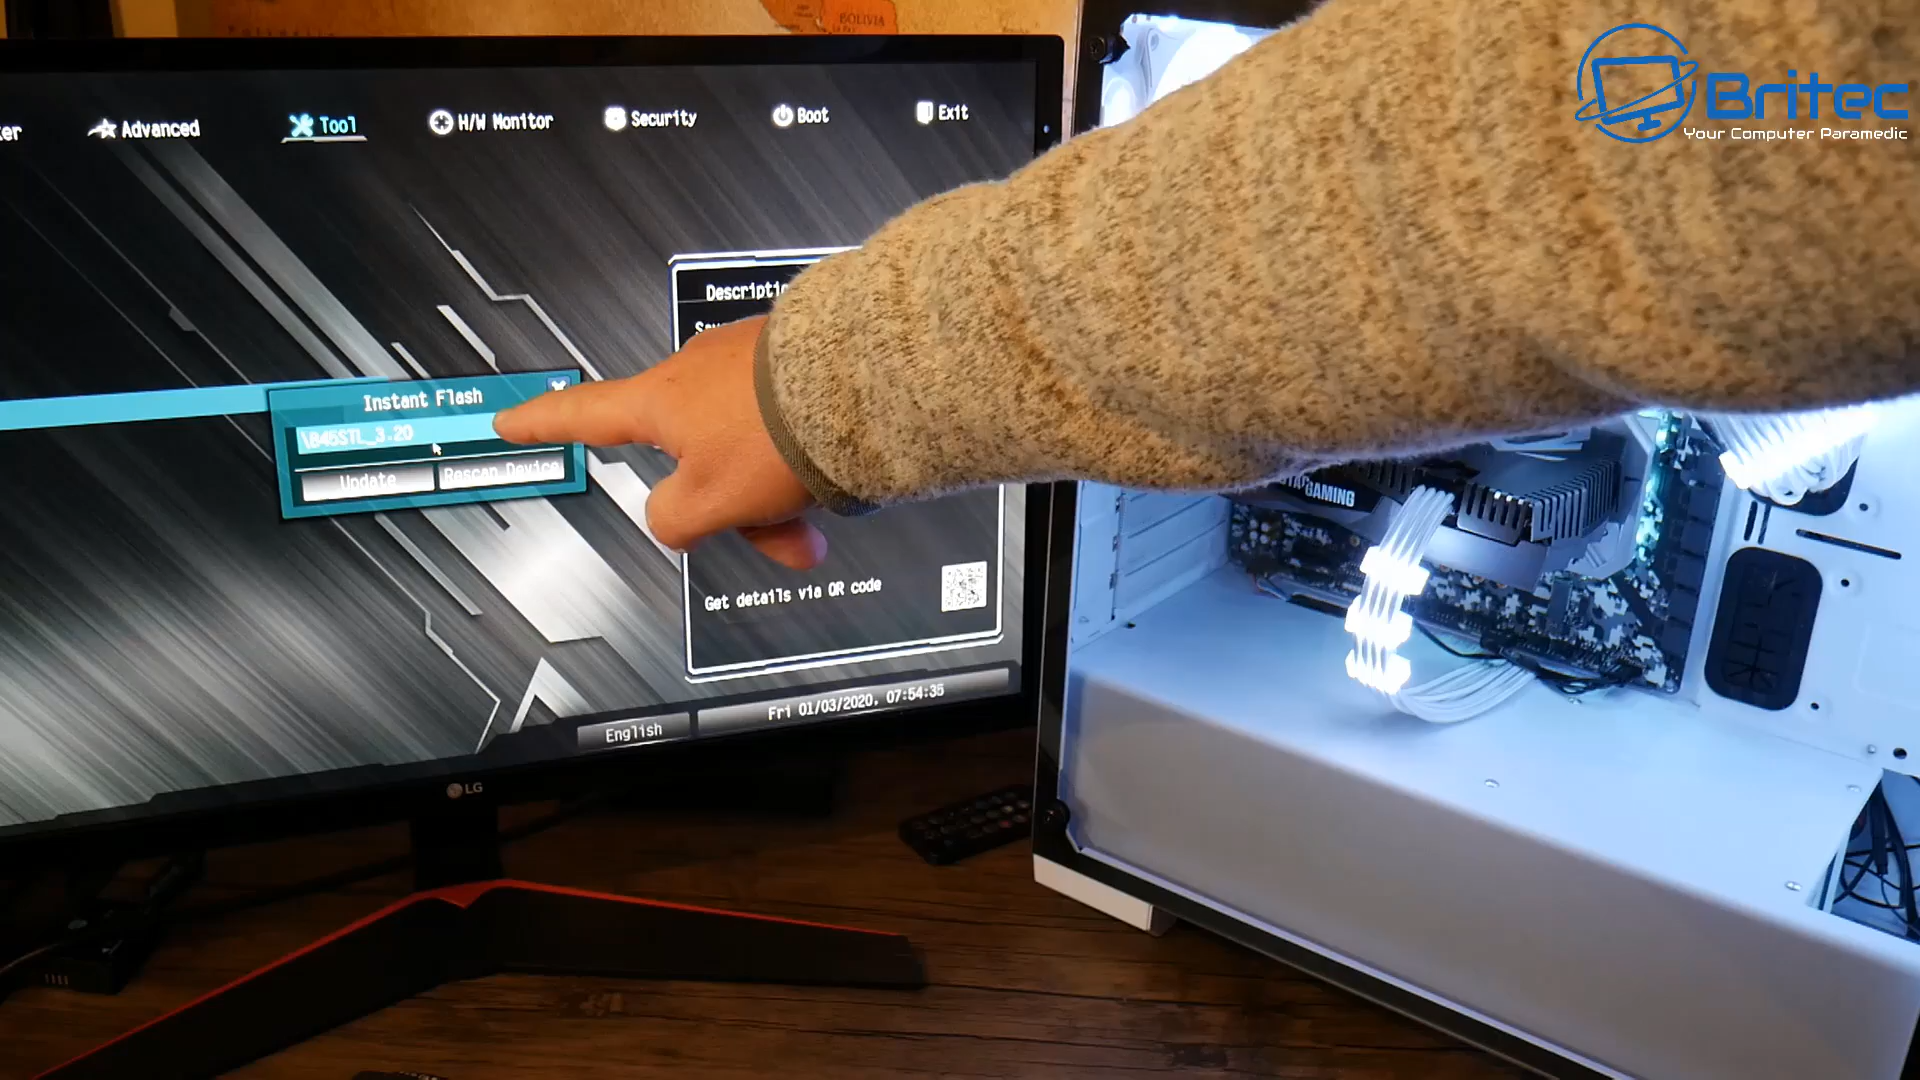 BOLIVIA
Britec
Your Computer Paramedic
Advanced
Tool
H/W Monitor
Security
Boot
Exit
Instant Flash
\B45STL_3.20
Update
Rescan Device
GAMING
Get details via QR code
English
Fri 01/03/2020, 07:54:35
LG